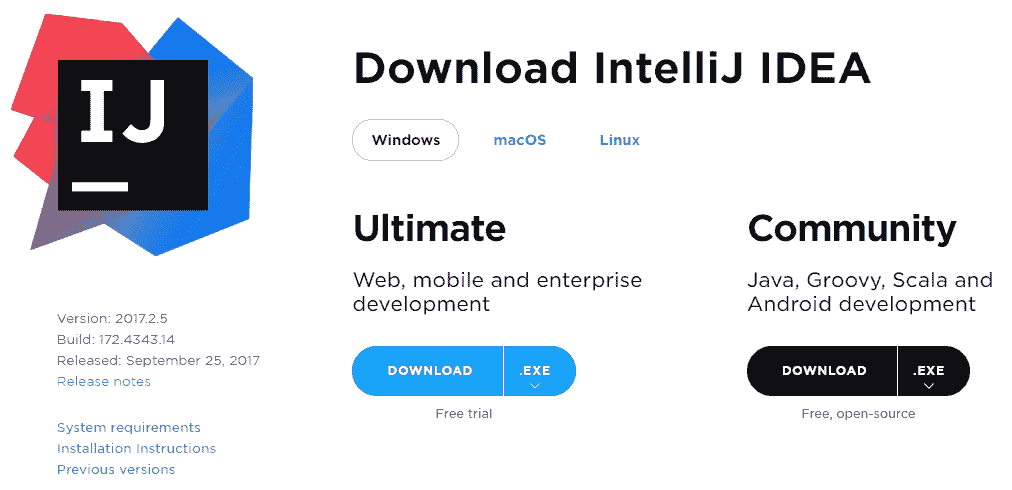 IJ
Download IntelliJ IDEA
Windows macOS Linux
Ultimate Community
Web, mobile and enterprise
development
Java, Groovy, Scala and
Android development
DOWNLOAD .EXE
Free trial
DOWNLOAD .EXE
Free, open-source
Version: 2017.2.5
Build: 172.4343.14
Released: September 25, 2017
Release notes
System requirements
Installation Instructions
Previous versions